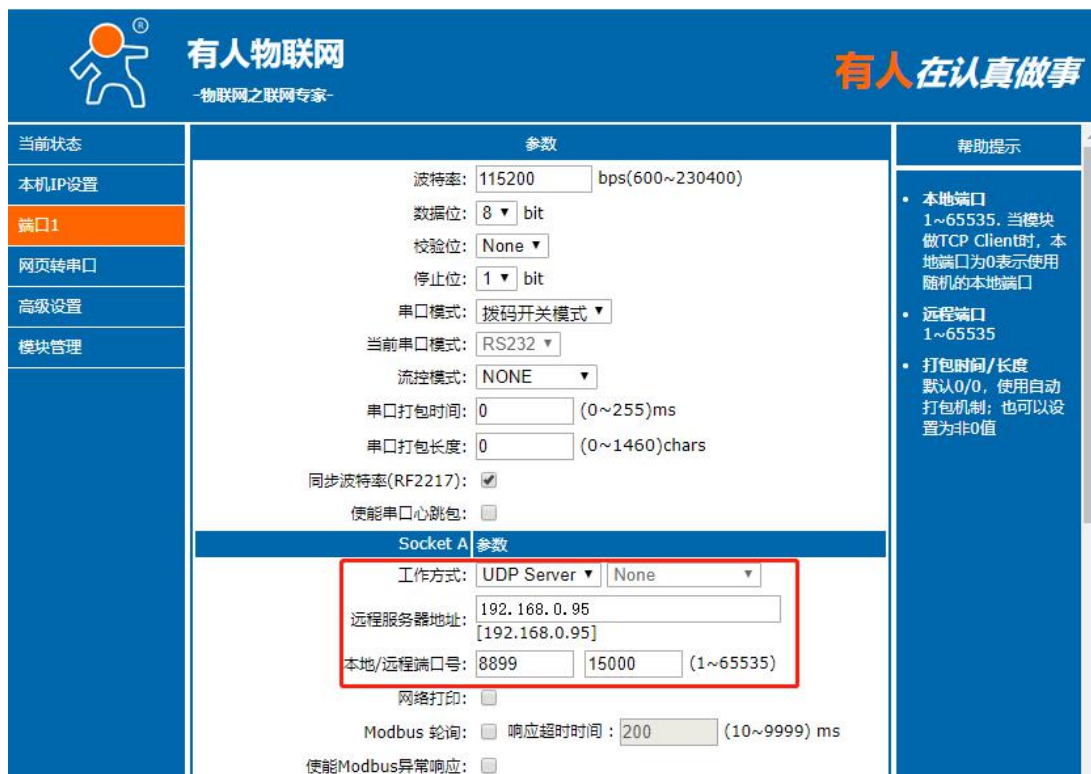 ®
有人物联网
-物联网之联网专家-
有人在认真做事
当前状态
本机IP设置
端口1
网页转串口
高级设置
模块管理
参数
波特率: 115200 bps(600~230400)
数据位: 8 bit
校验位: None
停止位: 1 bit
串口模式: 拨码开关模式
当前串口模式: RS232
流控模式: NONE
串口打包时间: 0 (0~255)ms
串口打包长度: 0 (0~1460)chars
同步波特率(RF2217):
使能串口心跳包:
Socket A 参数
工作方式: UDP Server None
远程服务器地址: 192.168.0.95
[192.168.0.95]
本地/远程端口号: 8899 15000 (1~65535)
网络打印:
Modbus 轮询: 响应超时时间：200 (10~9999) ms
使能Modbus异常响应:
帮助提示
• 本地端口
1~65535. 当模块
做TCP Client时，本
地端口为0表示使用
随机的本地端口
• 远程端口
1~65535
• 打包时间/长度
默认0/0，使用自动
打包机制；也可以设
置为非0值